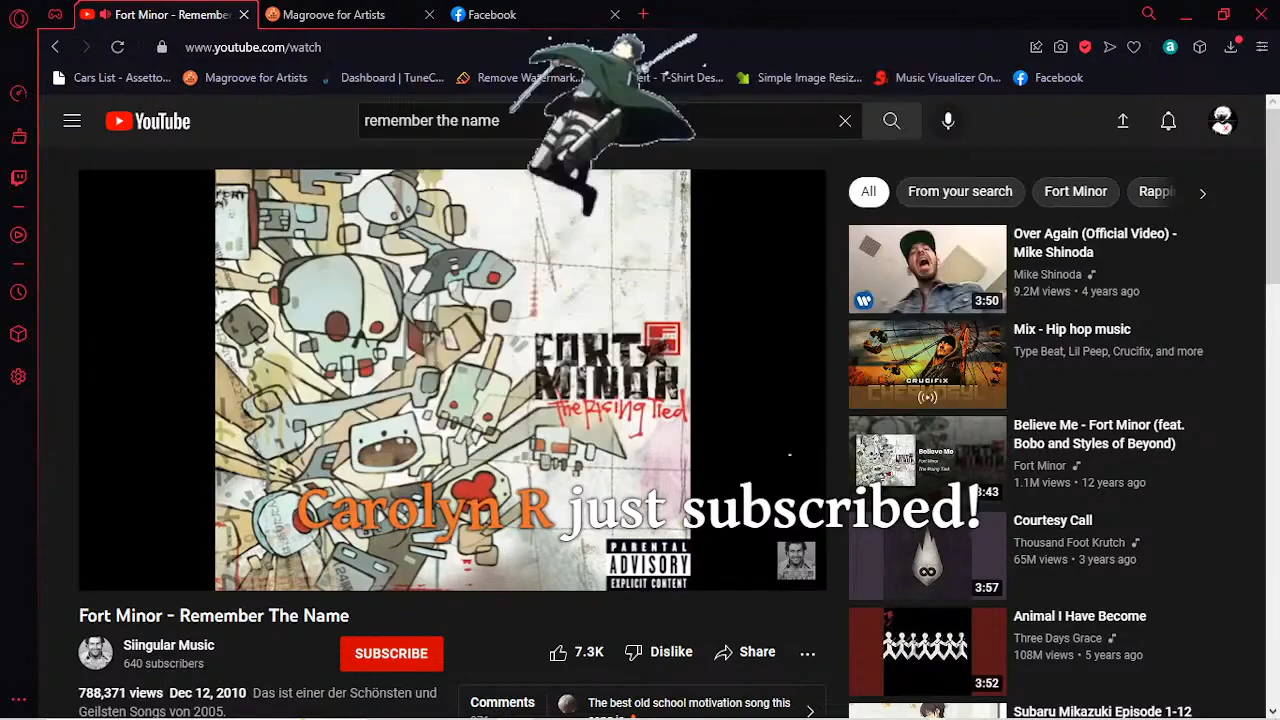 Fort Minor - Remember
Magroove for Artists
Facebook
www.youtube.com/watch
Cars List - Assetto...
Magroove for Artists
Dashboard | TuneC...
Remove Watermark...
ert - T-Shirt Des...
Simple Image Resiz...
Music Visualizer On...
Facebook
YouTube
remember the name
All
From your search
Fort Minor
FORT
MINOR
The Rising Tied
Carolyn R just subscribed!
PARENTAL
ADVISORY
EXPLICIT CONTENT
Fort Minor - Remember The Name
Siingular Music
640 subscribers
SUBSCRIBE
7.3K
Dislike
Share
788,371 views Dec 12, 2010 Das ist einer der Schönsten und
Geilsten Songs von 2005.
Comments
The best old school motivation song this
Over Again (Official Video) -
Mike Shinoda
Mike Shinoda
9.2M views • 4 years ago
3:50
Mix - Hip hop music
Type Beat, Lil Peep, Crucifix, and more
CRUCIFIX
Believe Me - Fort Minor (feat.
Bobo and Styles of Beyond)
Fort Minor
1.1M views • 12 years ago
Believe Me
:43
Courtesy Call
Thousand Foot Krutch
65M views • 3 years ago
3:57
Animal I Have Become
Three Days Grace
108M views • 5 years ago
3:52
Subaru Mikazuki Episode 1-12